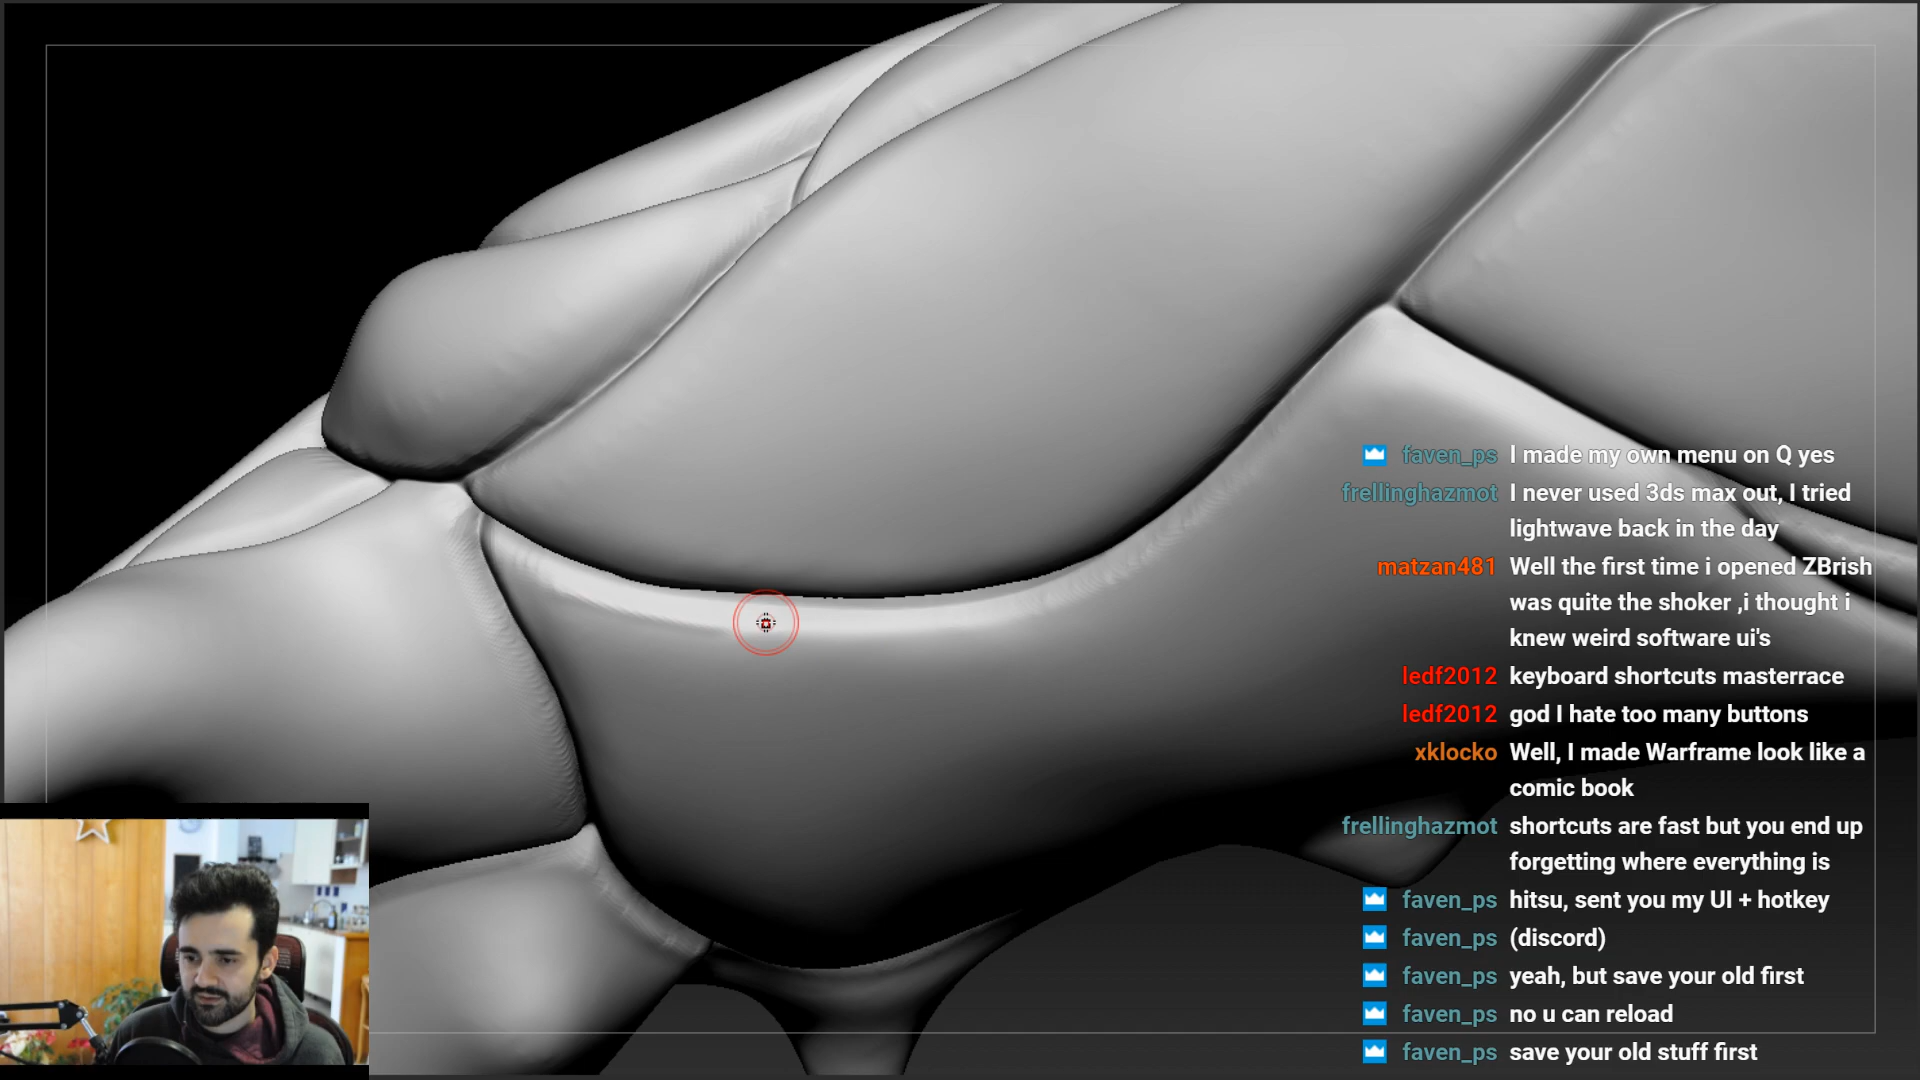 faven_ps I made my own menu on Q yes
frellinghazmot I never used 3ds max out, I tried
lightwave back in the day
matzan481 Well the first time i opened ZBrish
was quite the shoker ,i thought i
knew weird software ui's
ledf2012 keyboard shortcuts masterrace
ledf2012 god I hate too many buttons
xklocko Well, I made Warframe look like a
comic book
frellinghazmot shortcuts are fast but you end up
forgetting where everything is
faven_ps hitsu, sent you my UI + hotkey
faven_ps (discord)
faven_ps yeah, but save your old first
faven_ps no u can reload
faven_ps save your old stuff first